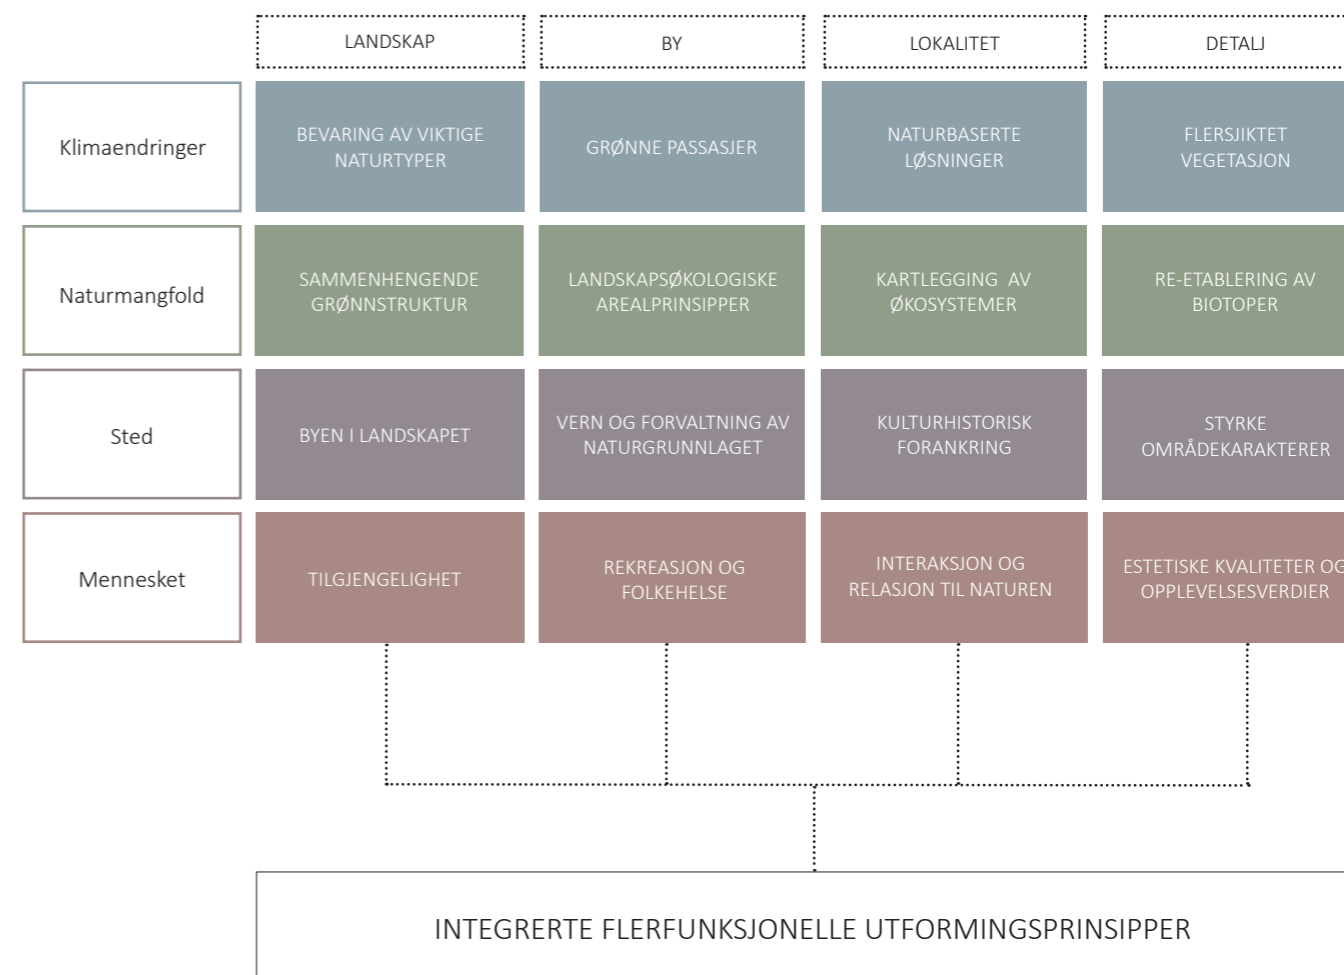 LANDSKAP
BY
LOKALITET
DETALJ
Klimaendringer
BEVARING AV VIKTIGE
NATURTYPER
GRØNNE PASSASJER
NATURBASERTE
LØSNINGER
FLERSJIKTET
VEGETASJON
Naturmangfold
SAMMENHENGENDE
GRØNNSTRUKTUR
LANDSKAPSØKOLOGISKE
AREALPRINSIPPER
KARTLEGGING AV
ØKOSYSTEMER
RE-ETABLERING AV
BIOTOPER
Sted
BYEN I LANDSKAPET
VERN OG FORVALTNING AV
NATURGRUNNLAGET
KULTURHISTORISK
FORANKRING
STYRKE
OMRÅDEKARAKTERER
Mennesket
TILGJENGELIGHET
REKREASJON OG
FOLKEHELSE
INTERAKSJON OG
RELASJON TIL NATUREN
ESTETISKE KVALITETER OG
OPPLEVELSESVERDIER
INTEGRERTE FLERFUNKSJONELLE UTFORMINGSPRINSIPPER